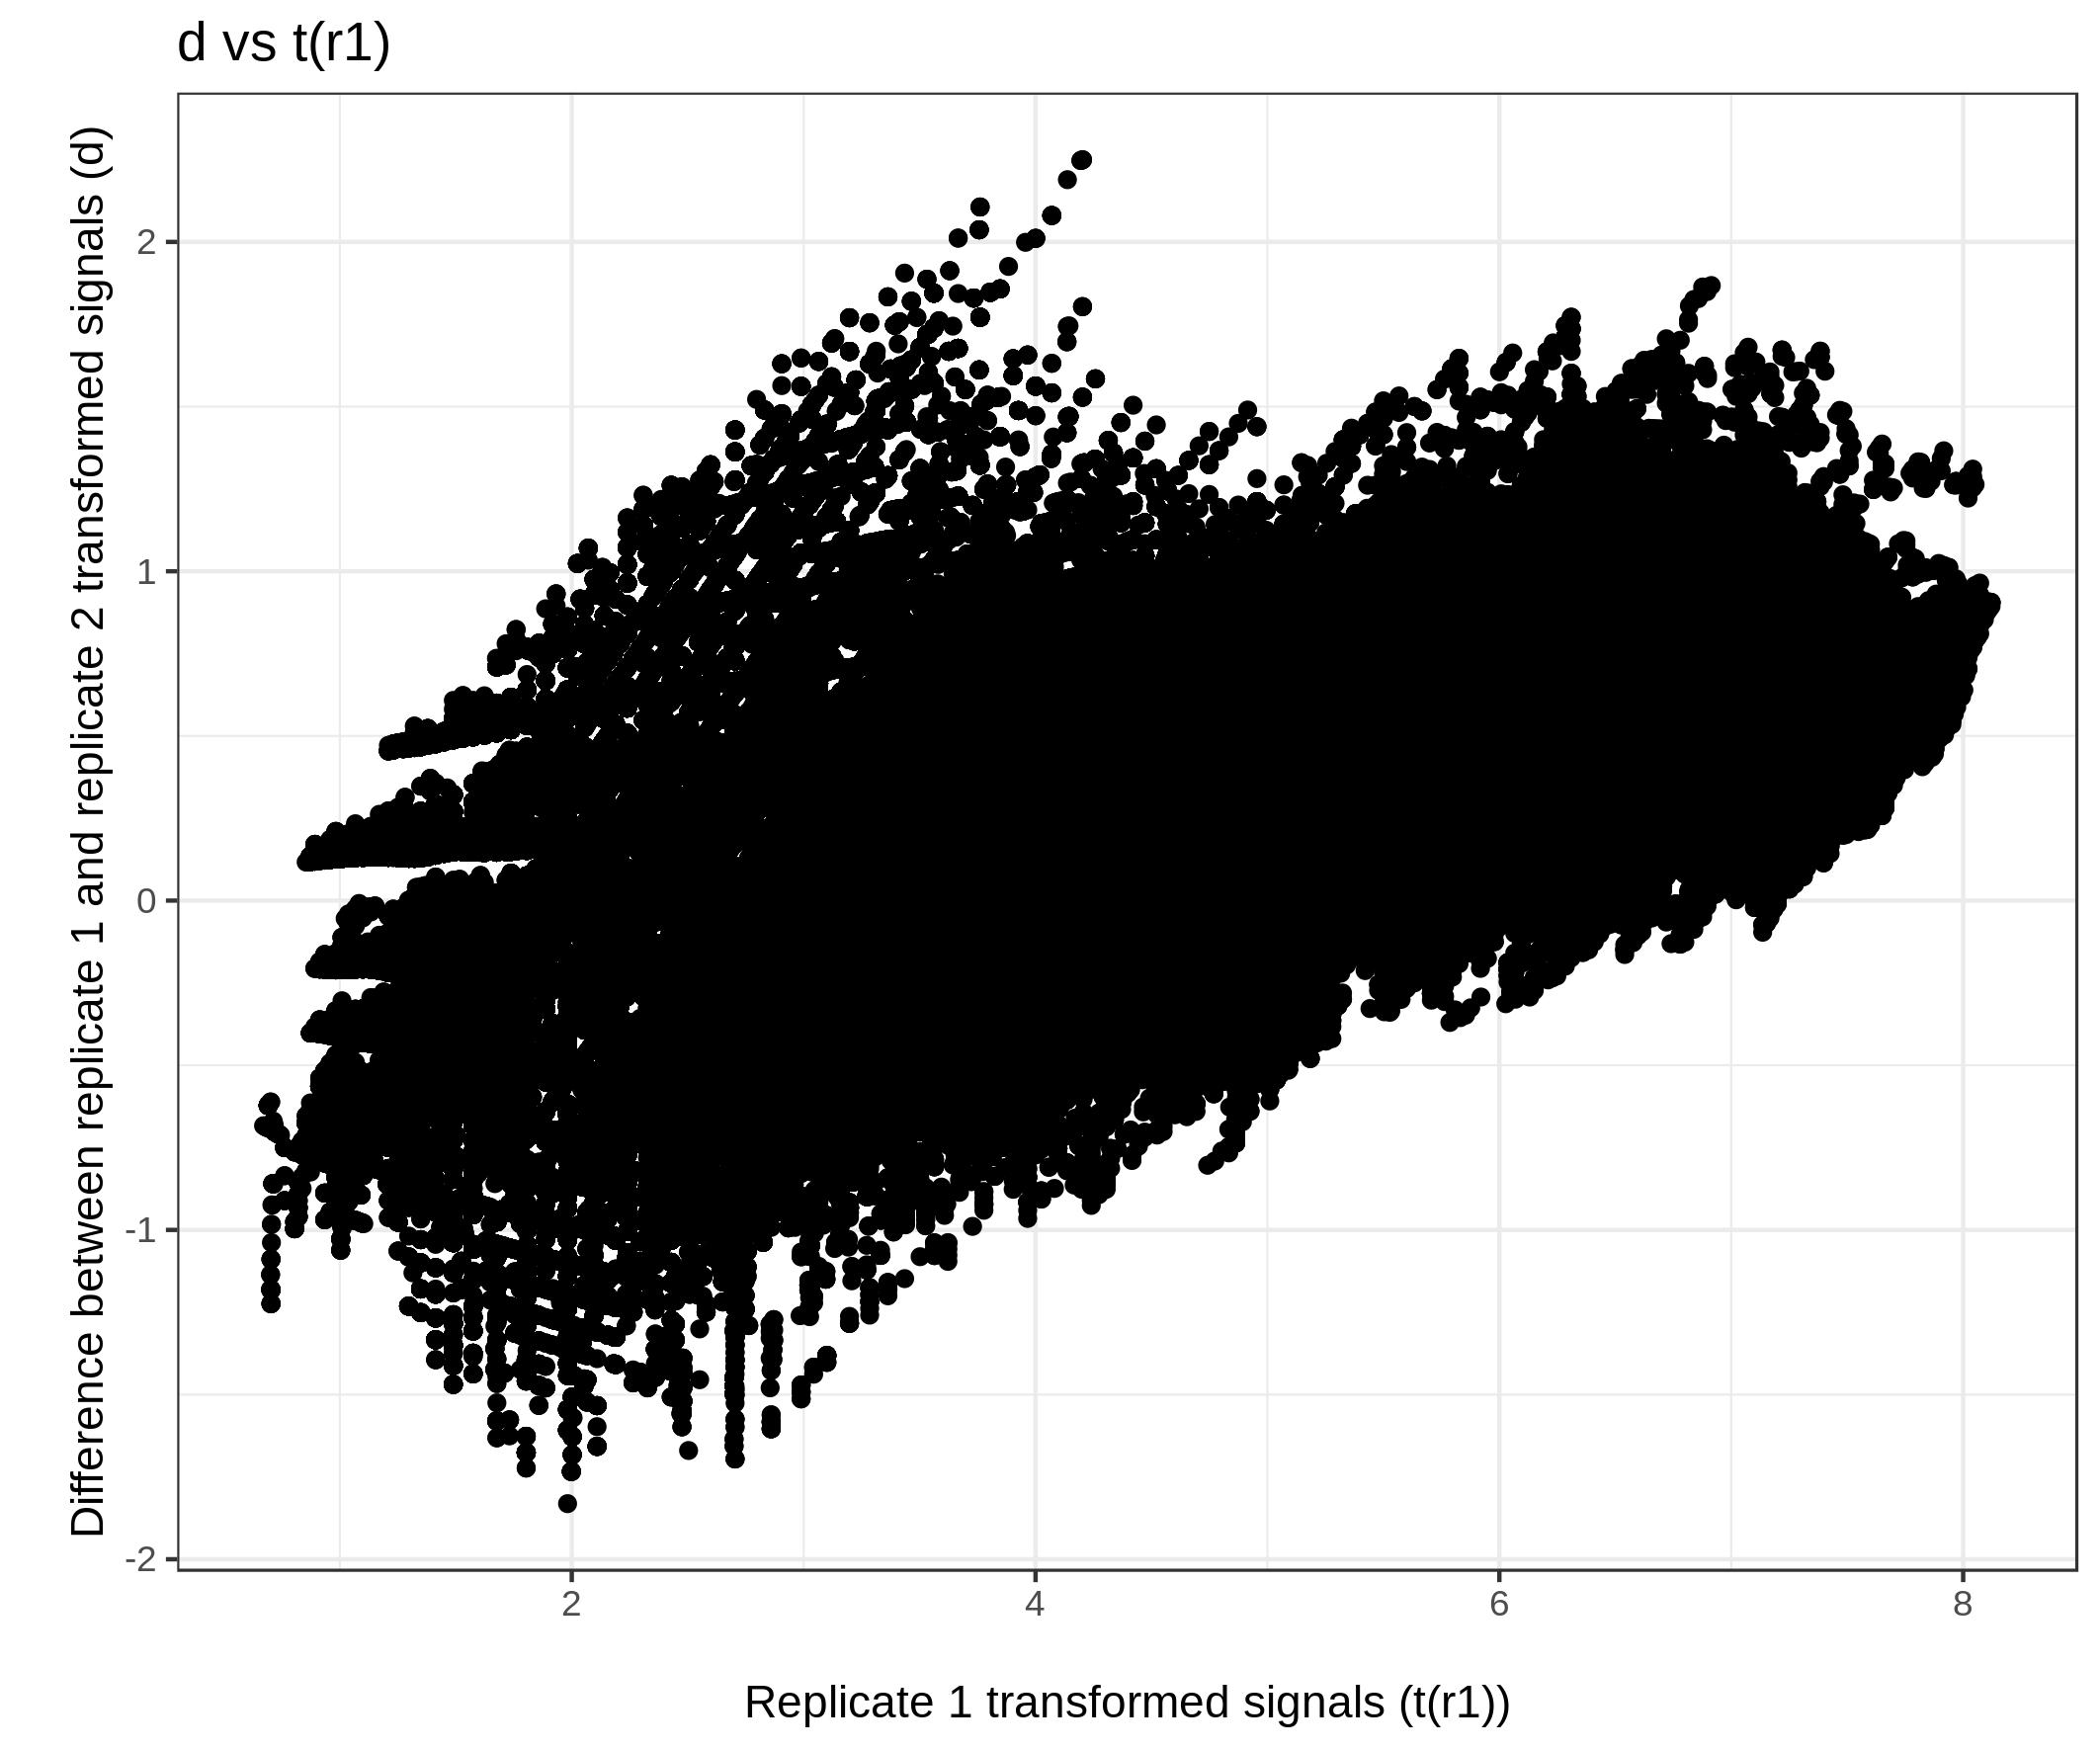 d vs t(r1)
Difference between replicate 1 and replicate 2 transformed signals (d)
2
1
0
-1
-2
2 4 6 8
Replicate 1 transformed signals (t(r1))